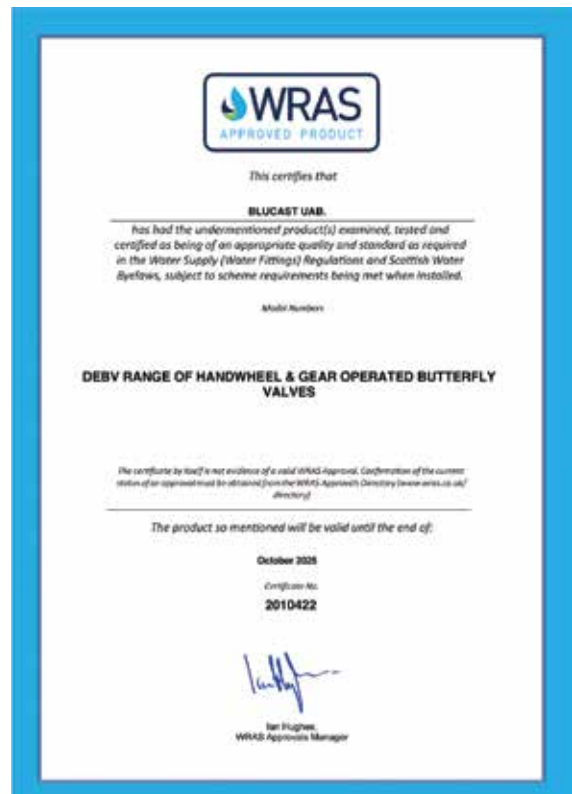 WRAS
APPROVED PRODUCT
This certifies that
BLUCAST UAB.
has had the undermentioned product(s) examined, tested and
certified as being of an appropriate quality and standard as required
in the Water Supply (Water Fittings) Regulations and Scottish Water
Byelaws, subject to scheme requirements being met when installed.
Model Numbers
DEBV RANGE OF HANDWHEEL & GEAR OPERATED BUTTERFLY
VALVES
The certificate by itself is not evidence of a valid WRAS Approval. Confirmation of the current
status of an approval must be obtained from the WRAS Approvals Directory (www.wras.co.uk/
directory)
The product so mentioned will be valid until the end of:
October
Certificate No.
2010422
Ian Hughes,
WRAS Approvals Manager